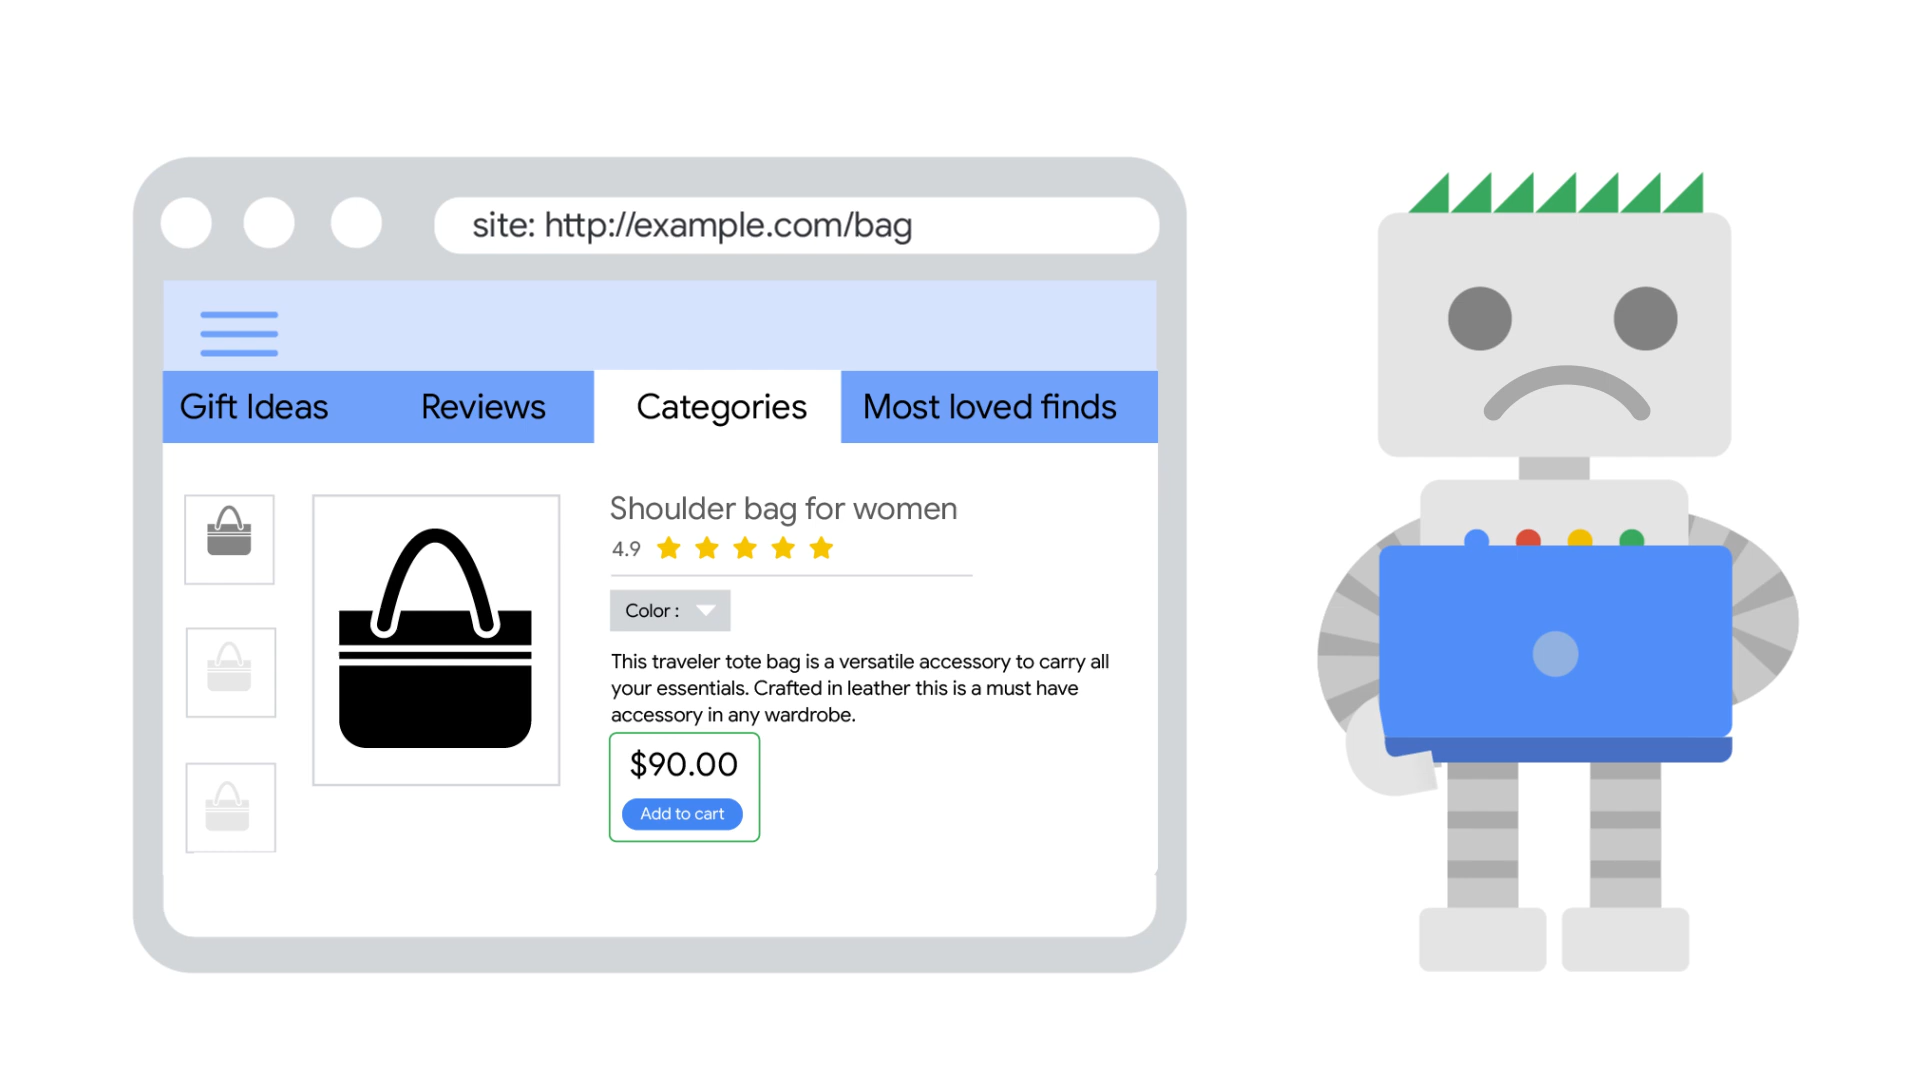 site: http://example.com/bag
Gift Ideas
Reviews
Categories
Most loved finds
Shoulder bag for women
4.9
Color :
This traveler tote bag is a versatile accessory to carry all
your essentials. Crafted in leather this is a must have
accessory in any wardrobe.
$90.00
Add to cart